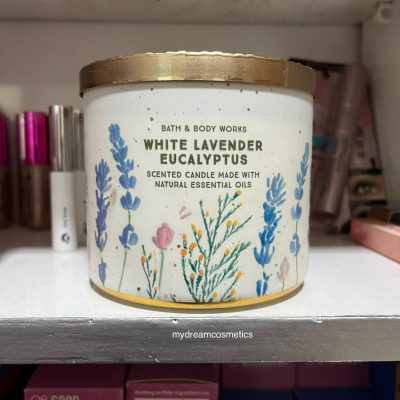 BATH & BODY WORKS
WHITE LAVENDER
EUCALYPTUS
SCENTED CANDLE MADE WITH
NATURAL ESSENTIAL OILS
mydreamcosmetics